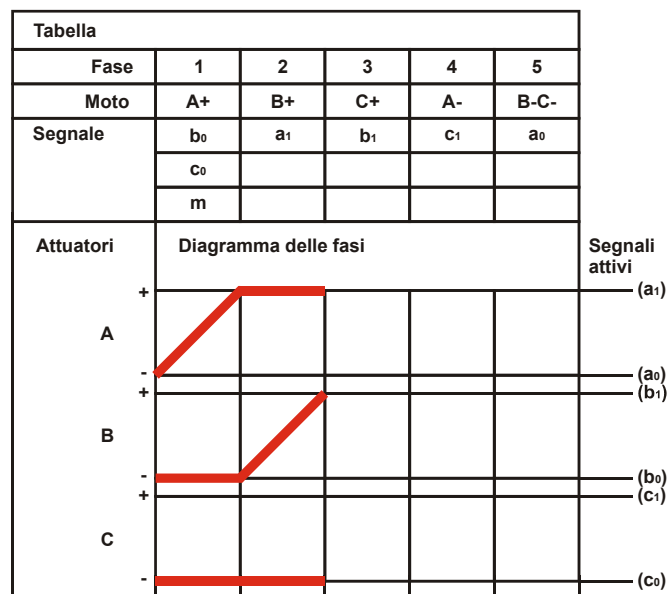 Tabella
Fase 1 2 3 4 5
Moto A+ B+ C+ A- B-C-
Segnale b₀ a₁ b₁ c₁ a₀
c₀
m
Attuatori Diagramma delle fasi Segnali
attivi
+ (a₁)
A
- (a₀)
+ (b₁)
B
- (b₀)
+ (c₁)
C
- (c₀)